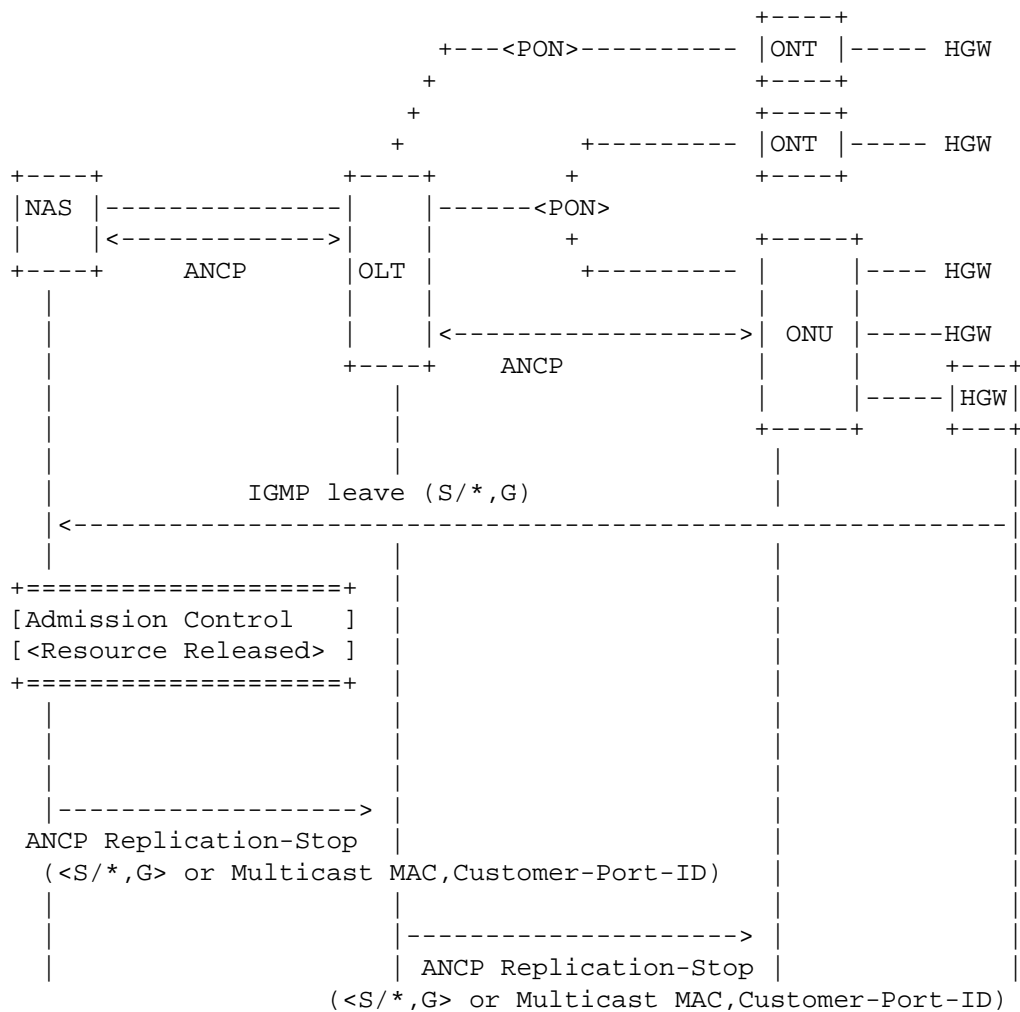 +----+
                           +---<PON>---------- |ONT |----- HGW
                          +                     +----+
                         +                      +----+
                        +           +--------- |ONT |----- HGW
+----+               +----+        +           +----+
|NAS |---------------|    |------<PON>
|    |<------------->|    |        +           +-----+
+----+     ANCP      |OLT |         +--------- |     |---- HGW
  |                  |    |                    |     |
  |                  |    |<------------------>| ONU |-----HGW
  |                  +----+    ANCP            |     |     +---+
  |                     |                      |     |-----|HGW|
  |                     |                      +-----+     +---+
  |                     |                       |              |
  |            IGMP leave (S/*,G)               |              |
  |<-----------------------------------------------------------|
  |                     |                       |              |
+====================+  |                       |              |
[Admission Control   ]  |                       |              |
[<Resource Released> ]  |                       |              |
+====================+  |                       |              |
  |                     |                       |              |
  |                     |                       |              |
  |                     |                       |              |
  |-------------------> |                       |              |
 ANCP Replication-Stop  |                       |              |
  (<S/*,G> or Multicast MAC,Customer-Port-ID)   |              |
  |                     |                       |              |
  |                     |---------------------> |              |
  |                     | ANCP Replication-Stop |              |
                    (<S/*,G> or Multicast MAC,Customer-Port-ID)